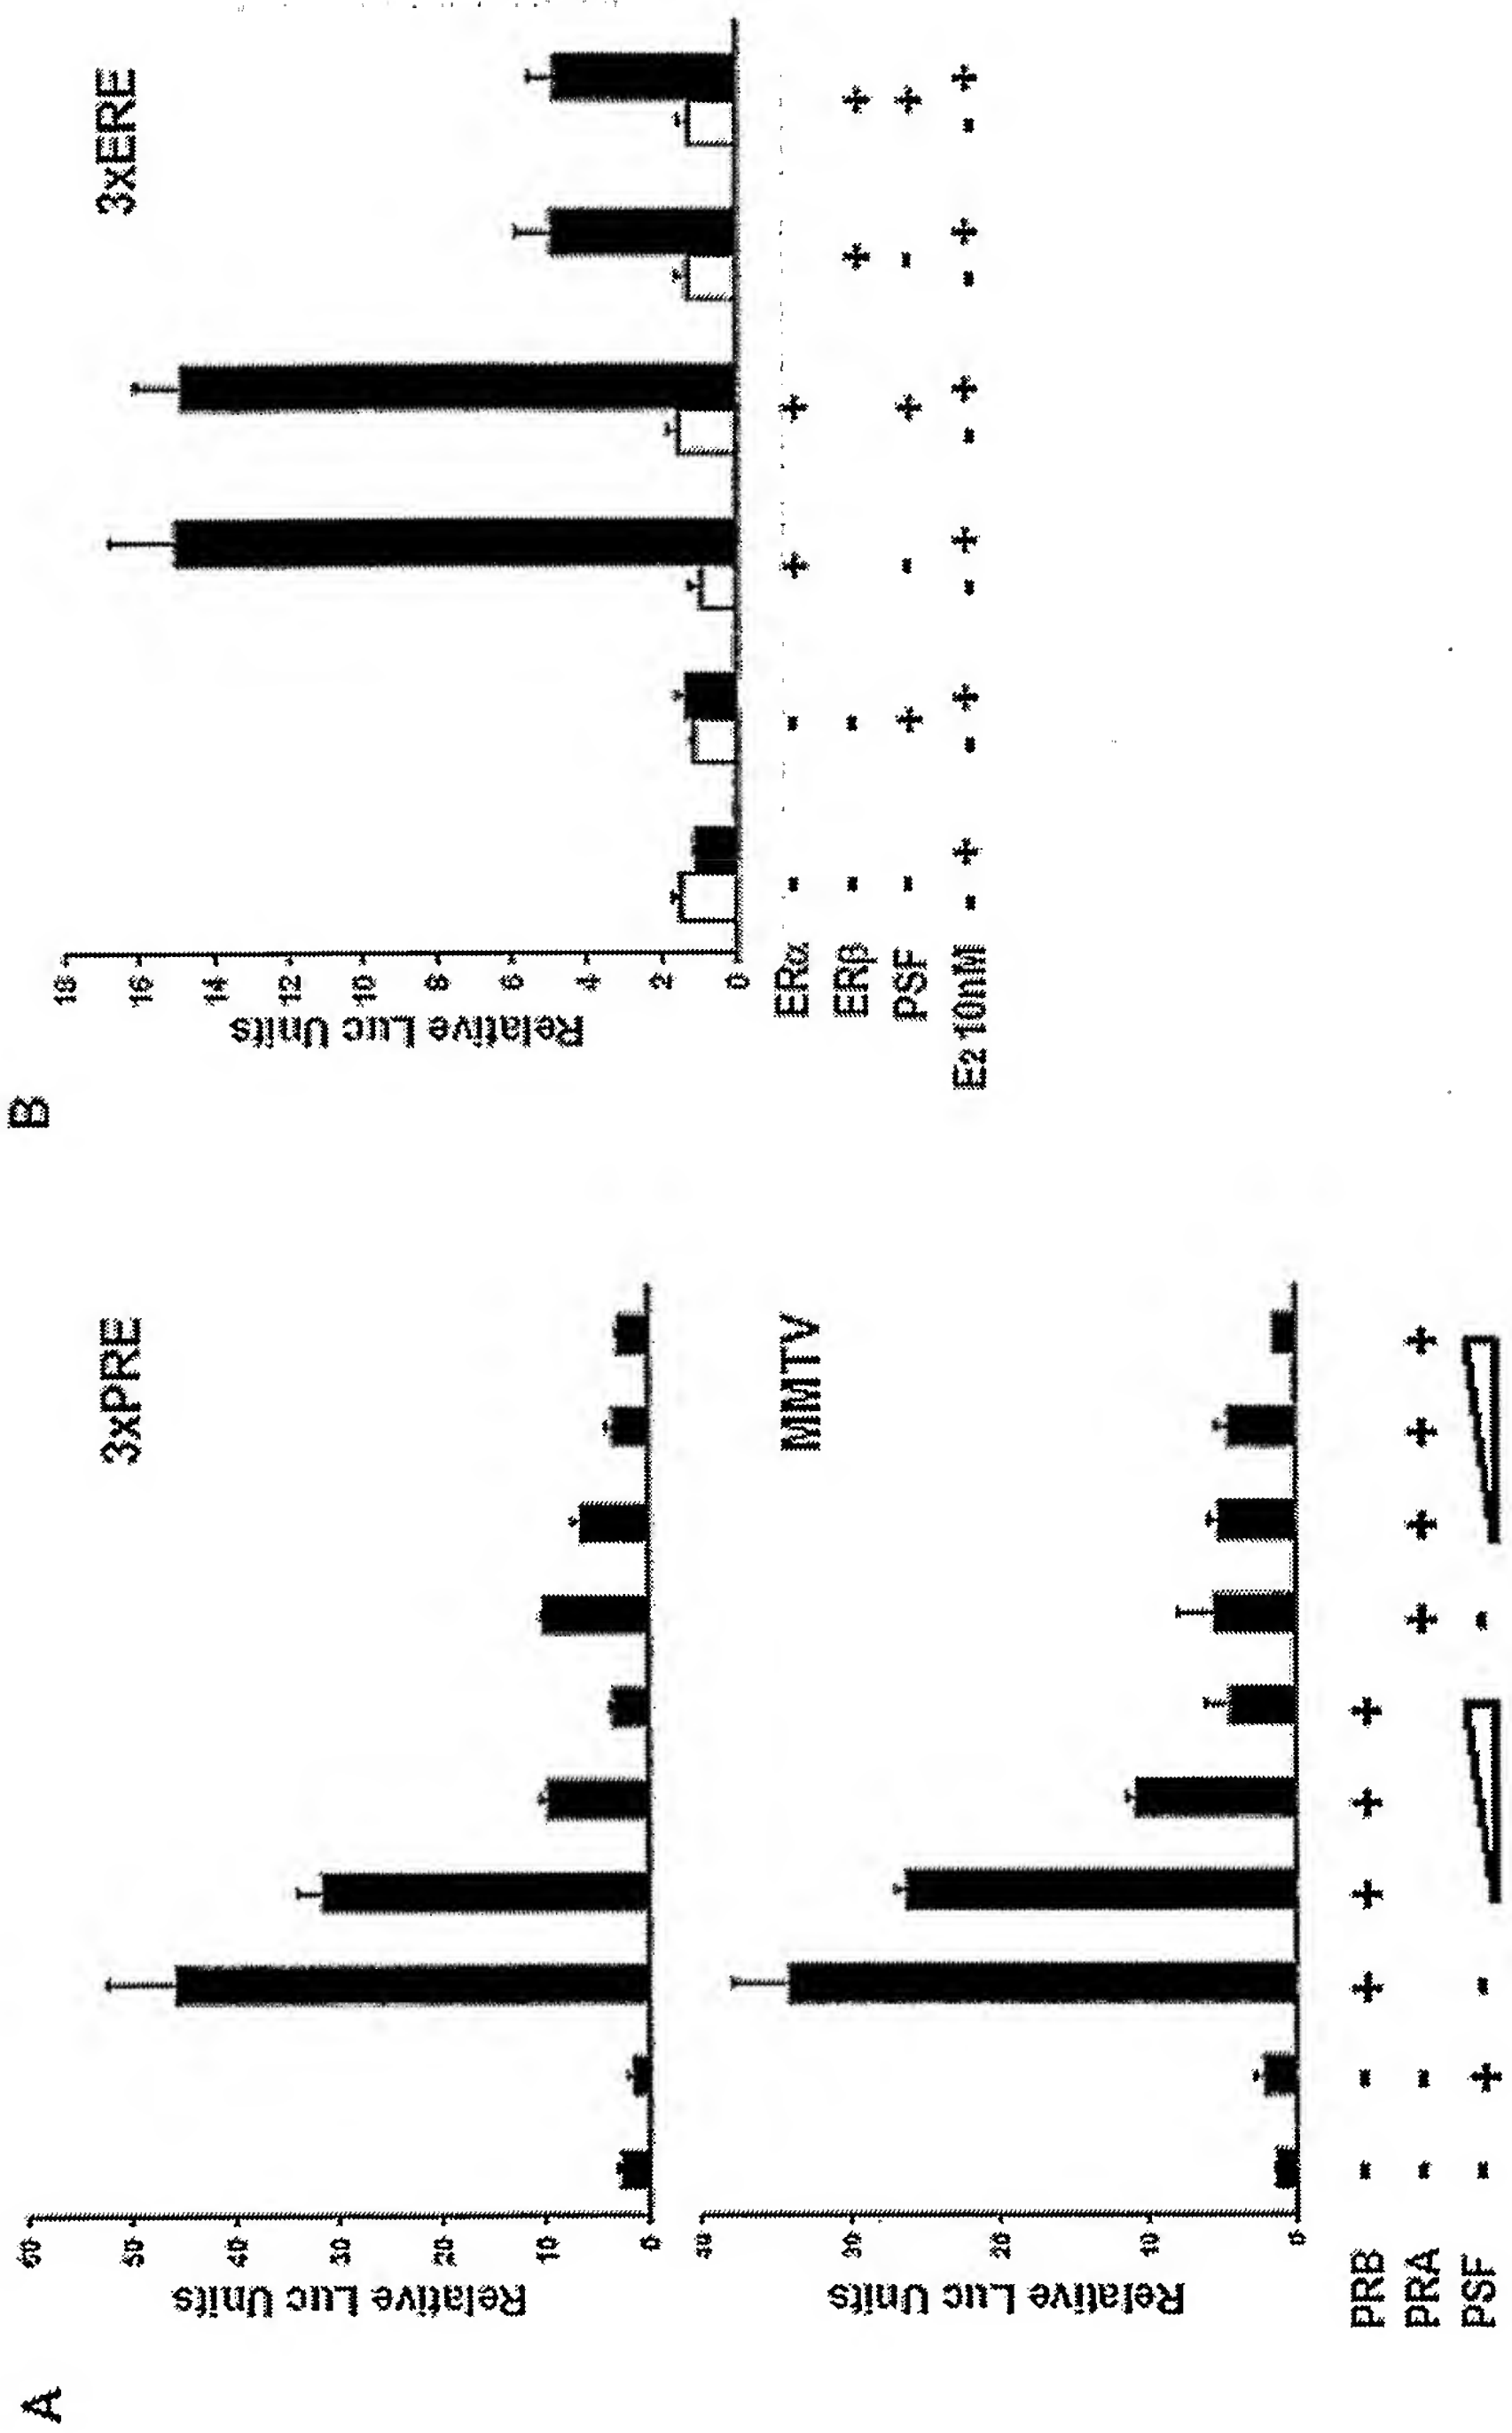 A
3xPRE
Relative Luc Units
60
50
40
30
20
10
0
MMTV
Relative Luc Units
40
30
20
10
0
PRB - - + + + +
PRA - - + + + +
PSF - + - -
B
3xERE
Relative Luc Units
18
16
14
12
10
8
6
4
2
0
ERα - - + +
ERβ - - + +
PSF - + - + - +
E2 10nM - + - + - + - + - + - +